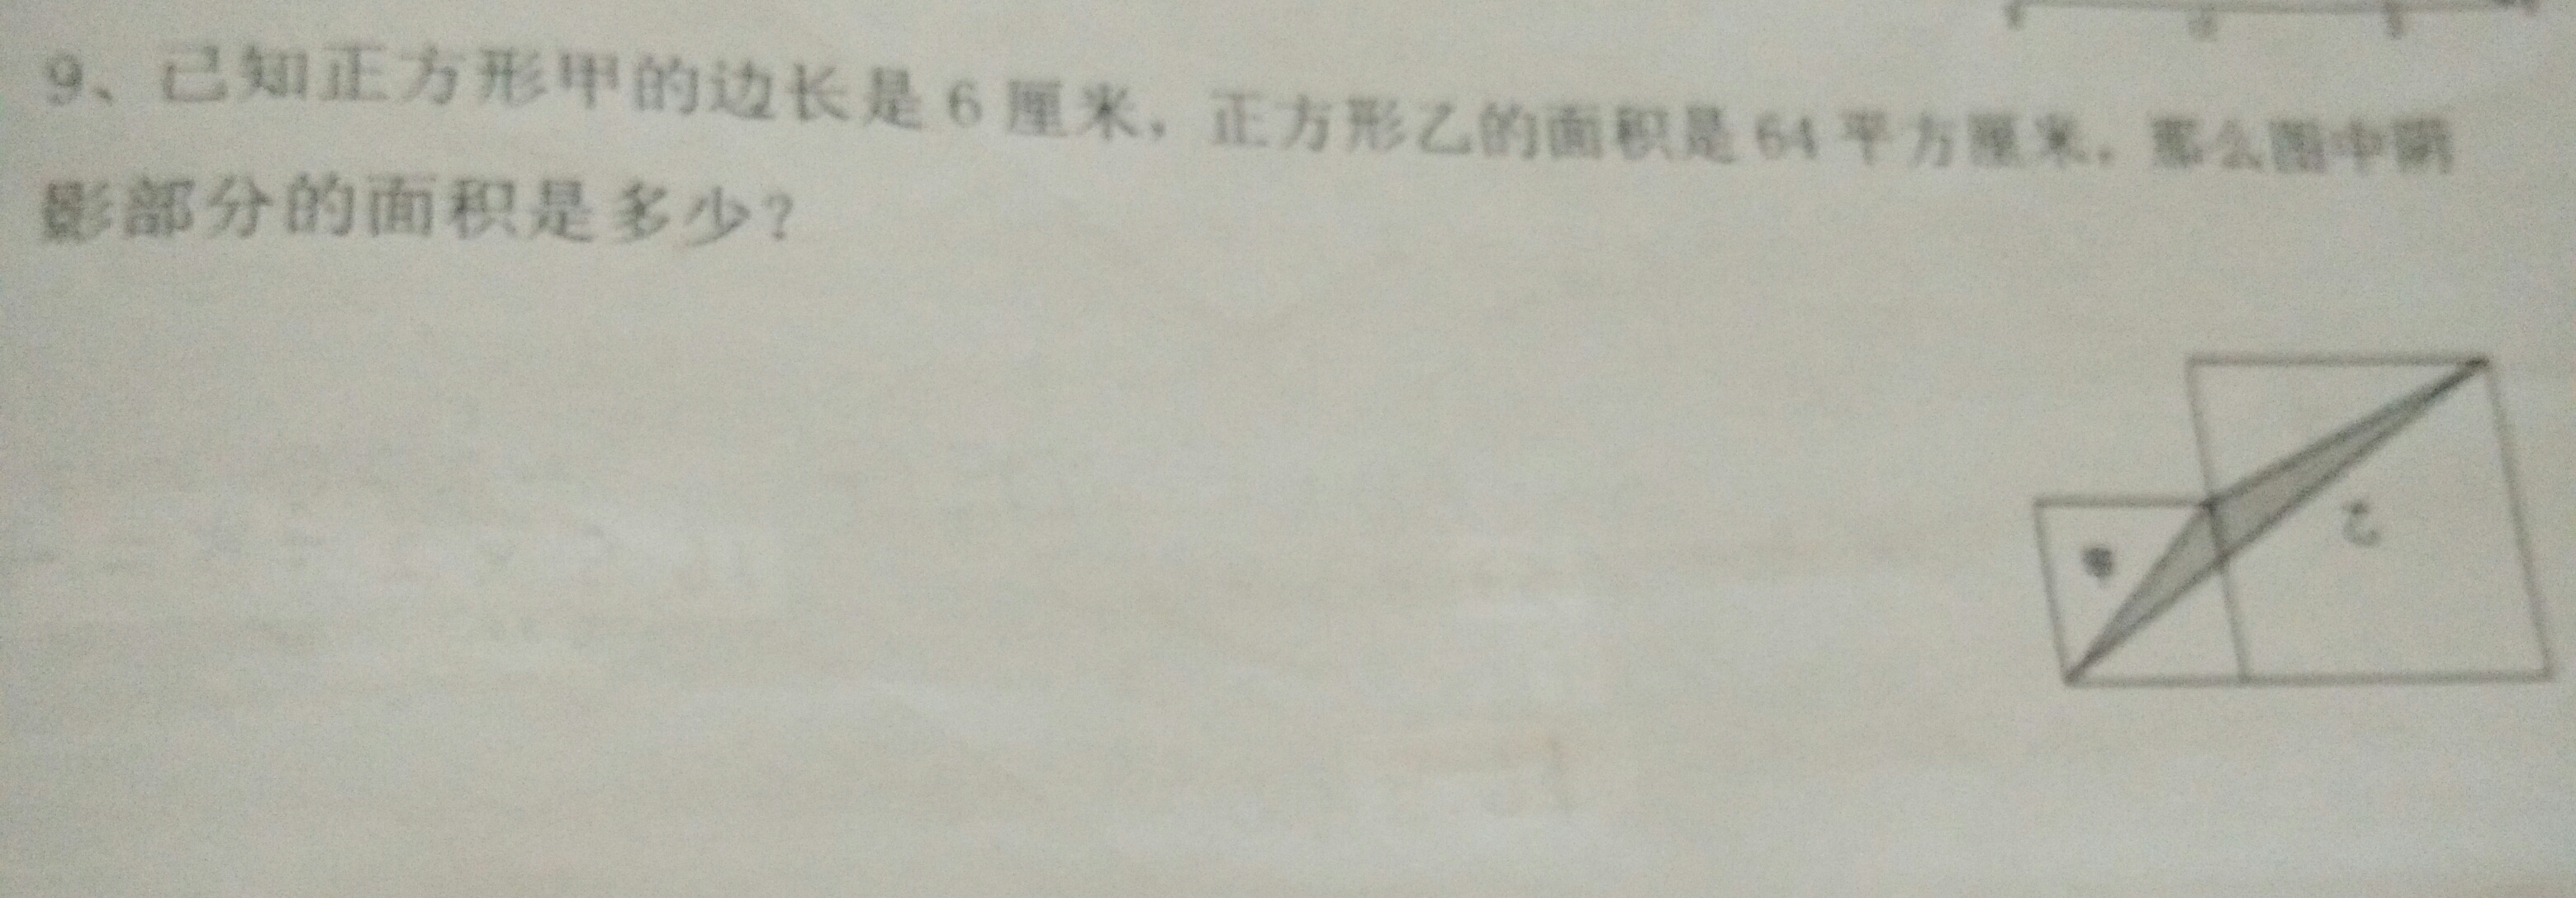 9、已知正方形甲的边长是6厘米，正方形乙的面积是64平方厘米，那么图中阴
影部分的面积是多少？
甲
乙